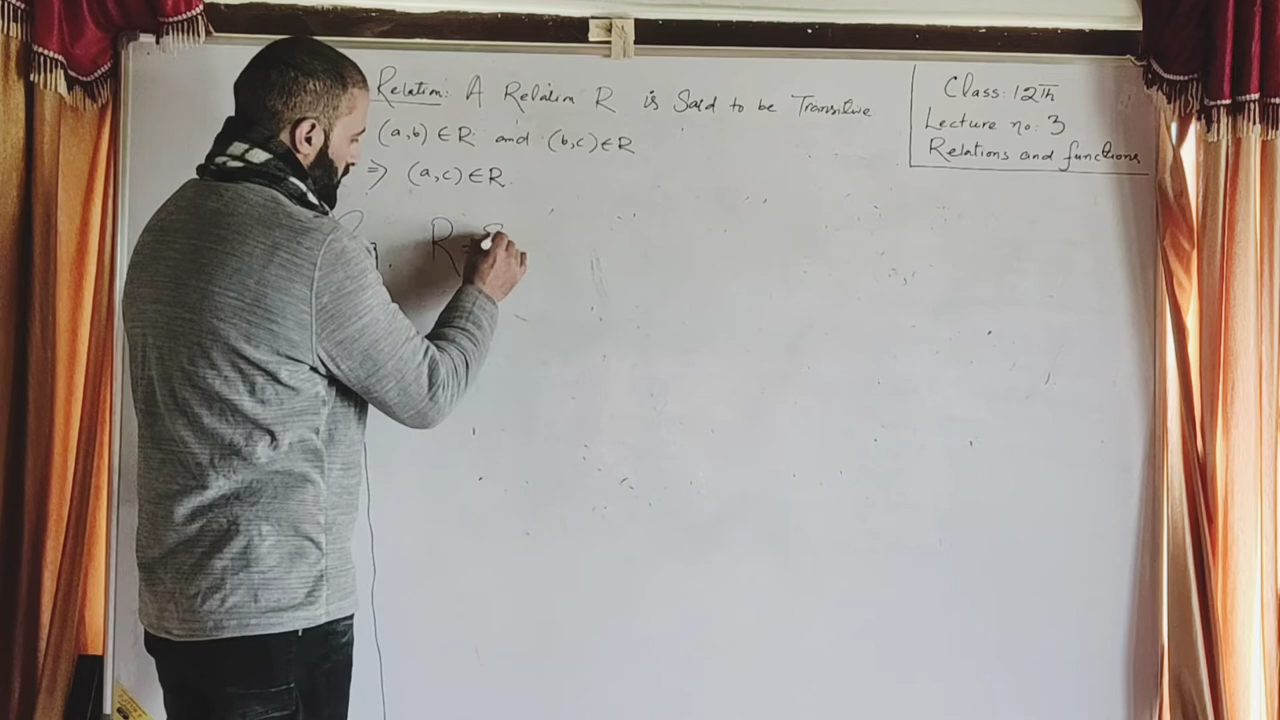 Relation: A Relation R is Said to be Transitive
(a,b) ∈ R and (b,c) ∈ R
⇒ (a,c) ∈ R.
R =
Class: 12th
Lecture no: 3
Relations and functions